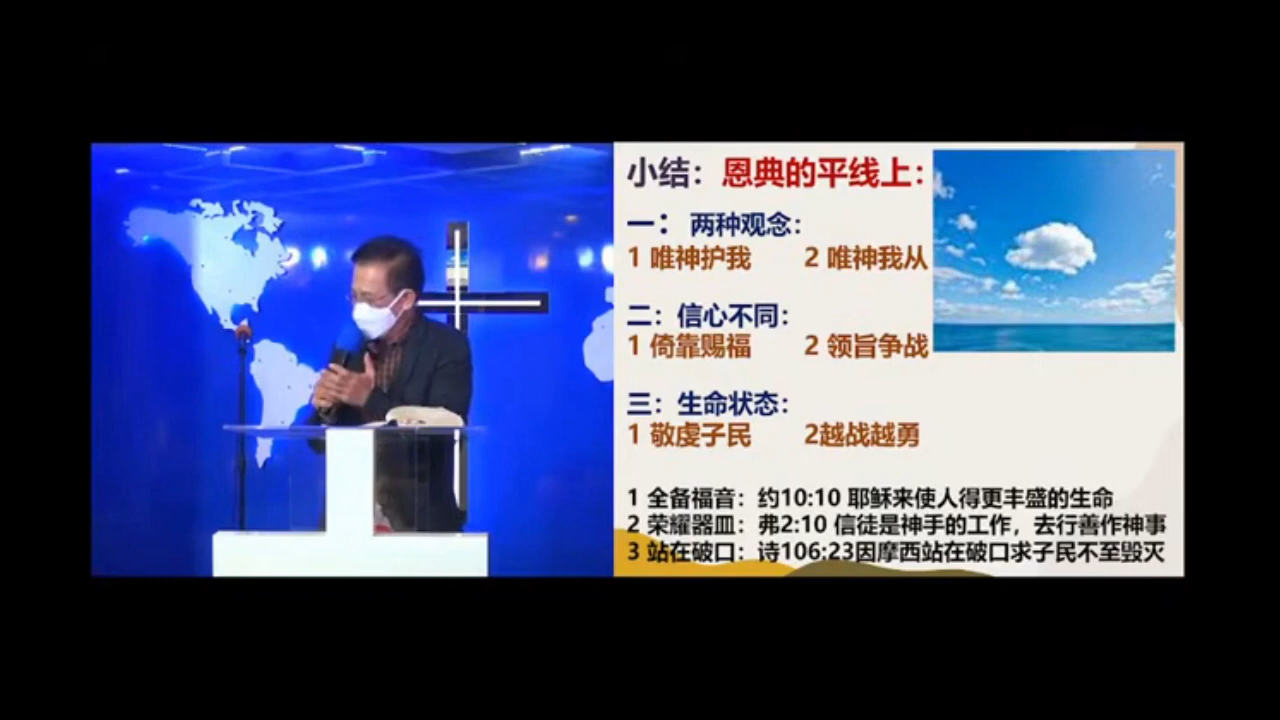 小结：恩典的平线上：
一：两种观念：
1 唯神护我 2 唯神我从
二：信心不同：
1 倚靠赐福 2 领旨争战
三：生命状态：
1 敬虔子民 2越战越勇
1 全备福音：约10:10 耶稣来使人得更丰盛的生命
2 荣耀器皿：弗2:10 信徒是神手的工作，去行善作神事
3 站在破口：诗106:23因摩西站在破口求子民不至毁灭